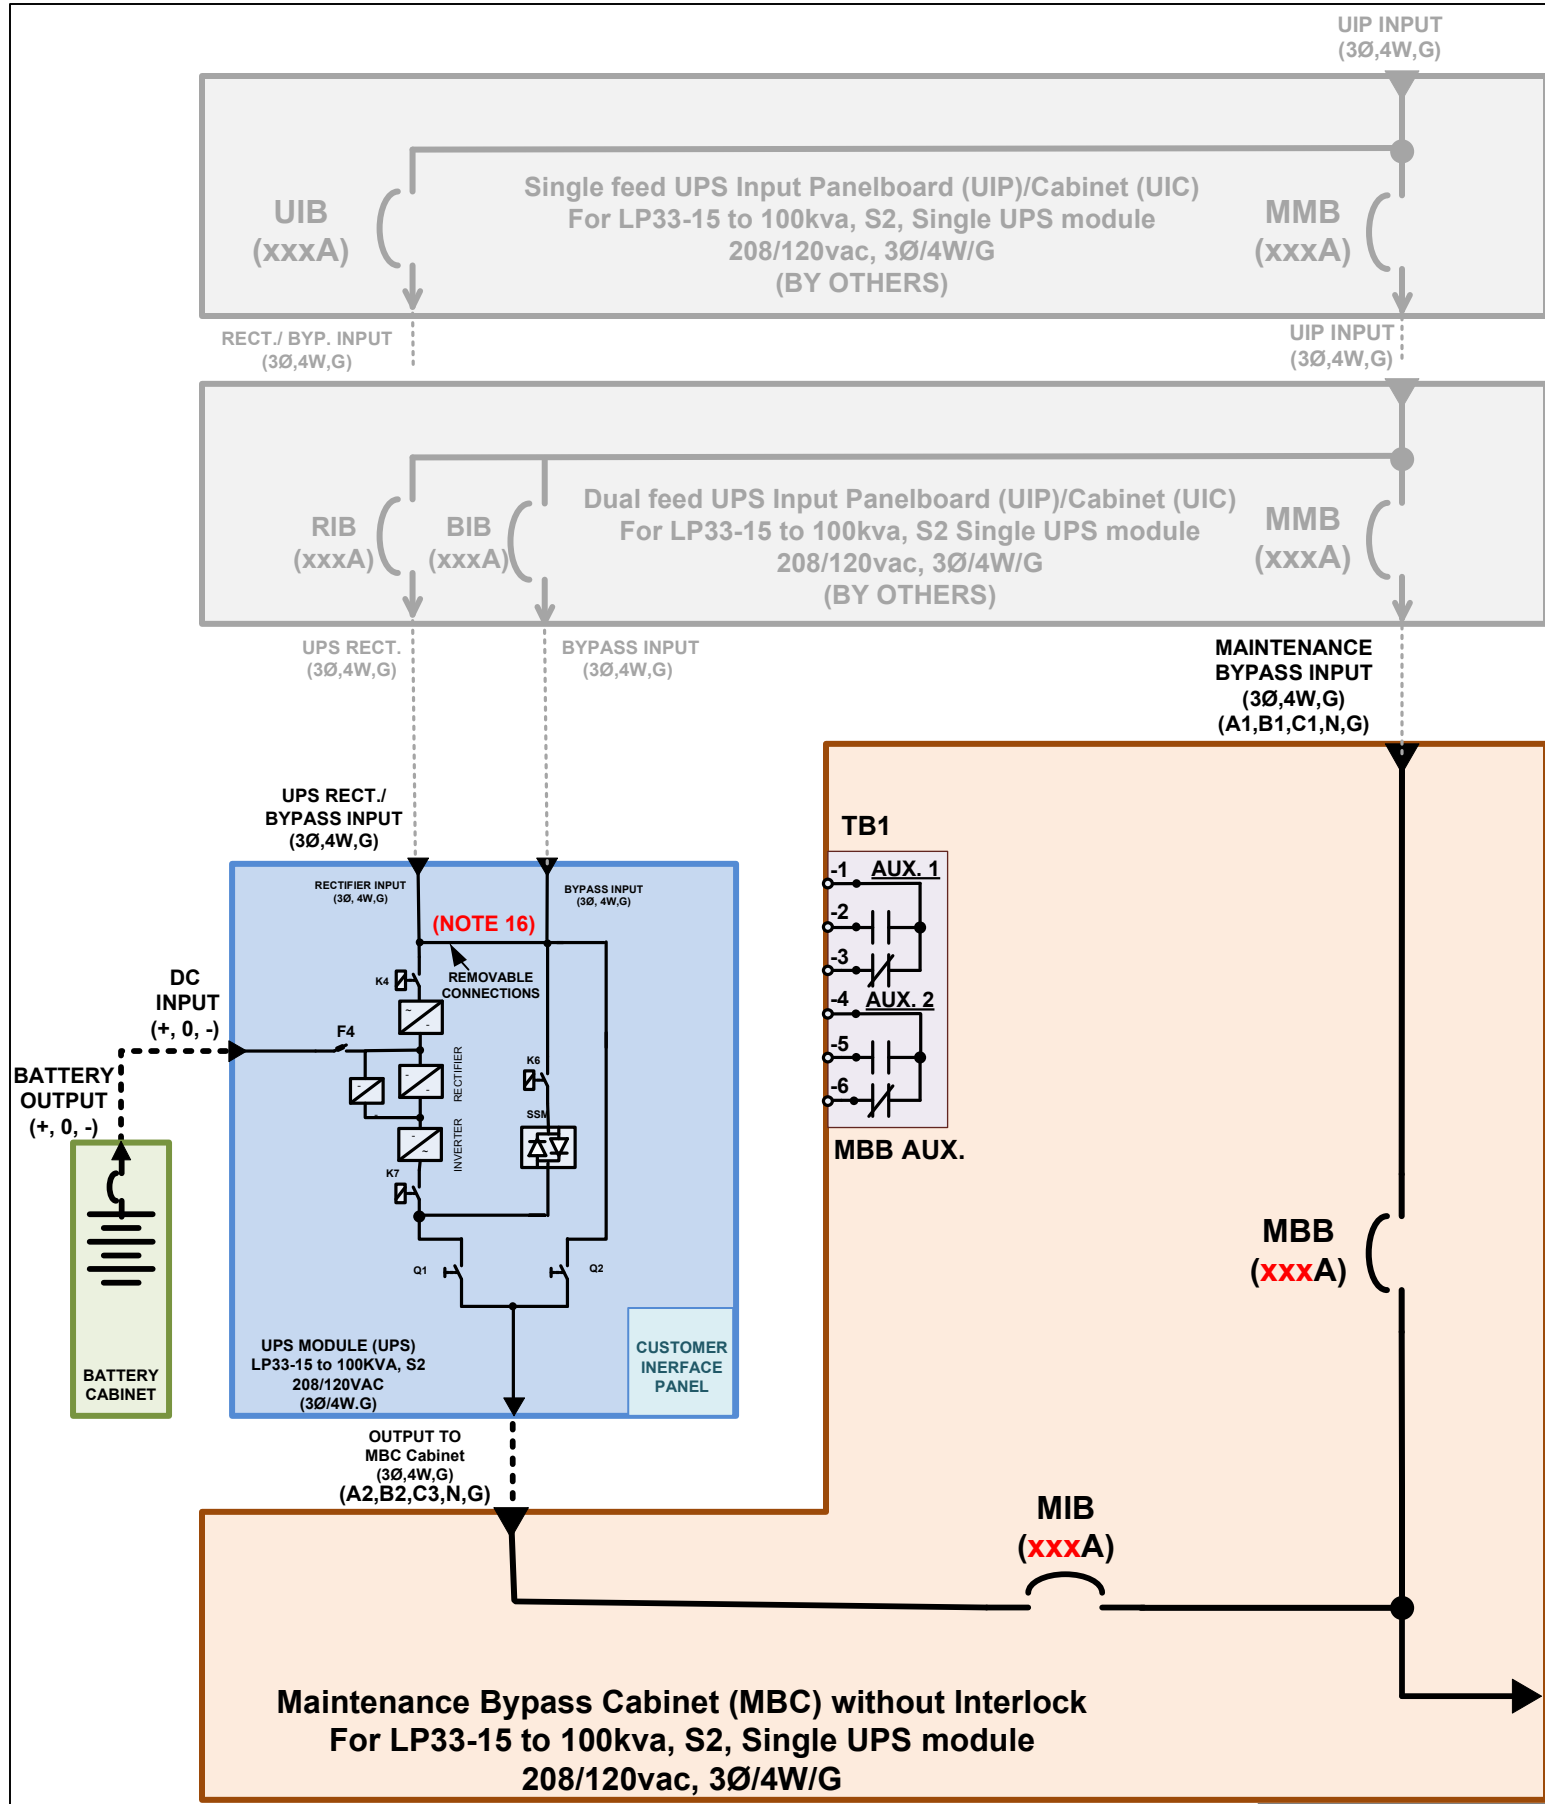 UIP INPUT
(3Ø,4W,G)
Single feed UPS Input Panelboard (UIP)/Cabinet (UIC)
For LP33-15 to 100kva, S2, Single UPS module
208/120vac, 3Ø/4W/G
(BY OTHERS)
UIB
(xxxA)
MMB
(xxxA)
RECT./ BYP. INPUT
(3Ø,4W,G)
UIP INPUT
(3Ø,4W,G)
Dual feed UPS Input Panelboard (UIP)/Cabinet (UIC)
For LP33-15 to 100kva, S2 Single UPS module
208/120vac, 3Ø/4W/G
(BY OTHERS)
RIB
(xxxA)
BIB
(xxxA)
MMB
(xxxA)
UPS RECT.
(3Ø,4W,G)
BYPASS INPUT
(3Ø,4W,G)
MAINTENANCE
BYPASS INPUT
(3Ø,4W,G)
(A1,B1,C1,N,G)
UPS RECT./
BYPASS INPUT
(3Ø,4W,G)
TB1
-1 AUX. 1
-2
-3
-4 AUX. 2
-5
-6
MBB AUX.
RECTIFIER INPUT
(3Ø, 4W,G)
BYPASS INPUT
(3Ø, 4W,G)
(NOTE 16)
REMOVABLE
CONNECTIONS
K4
DC
INPUT
(+, 0, -)
F4
RECTIFIER
K6
SSM
INVERTER
K7
BATTERY
OUTPUT
(+, 0, -)
Q1
Q2
MBB
(xxxA)
BATTERY
CABINET
UPS MODULE (UPS)
LP33-15 to 100KVA, S2
208/120VAC
(3Ø/4W.G)
CUSTOMER
INERFACE
PANEL
OUTPUT TO
MBC Cabinet
(3Ø,4W,G)
(A2,B2,C3,N,G)
MIB
(xxxA)
Maintenance Bypass Cabinet (MBC) without Interlock
For LP33-15 to 100kva, S2, Single UPS module
208/120vac, 3Ø/4W/G